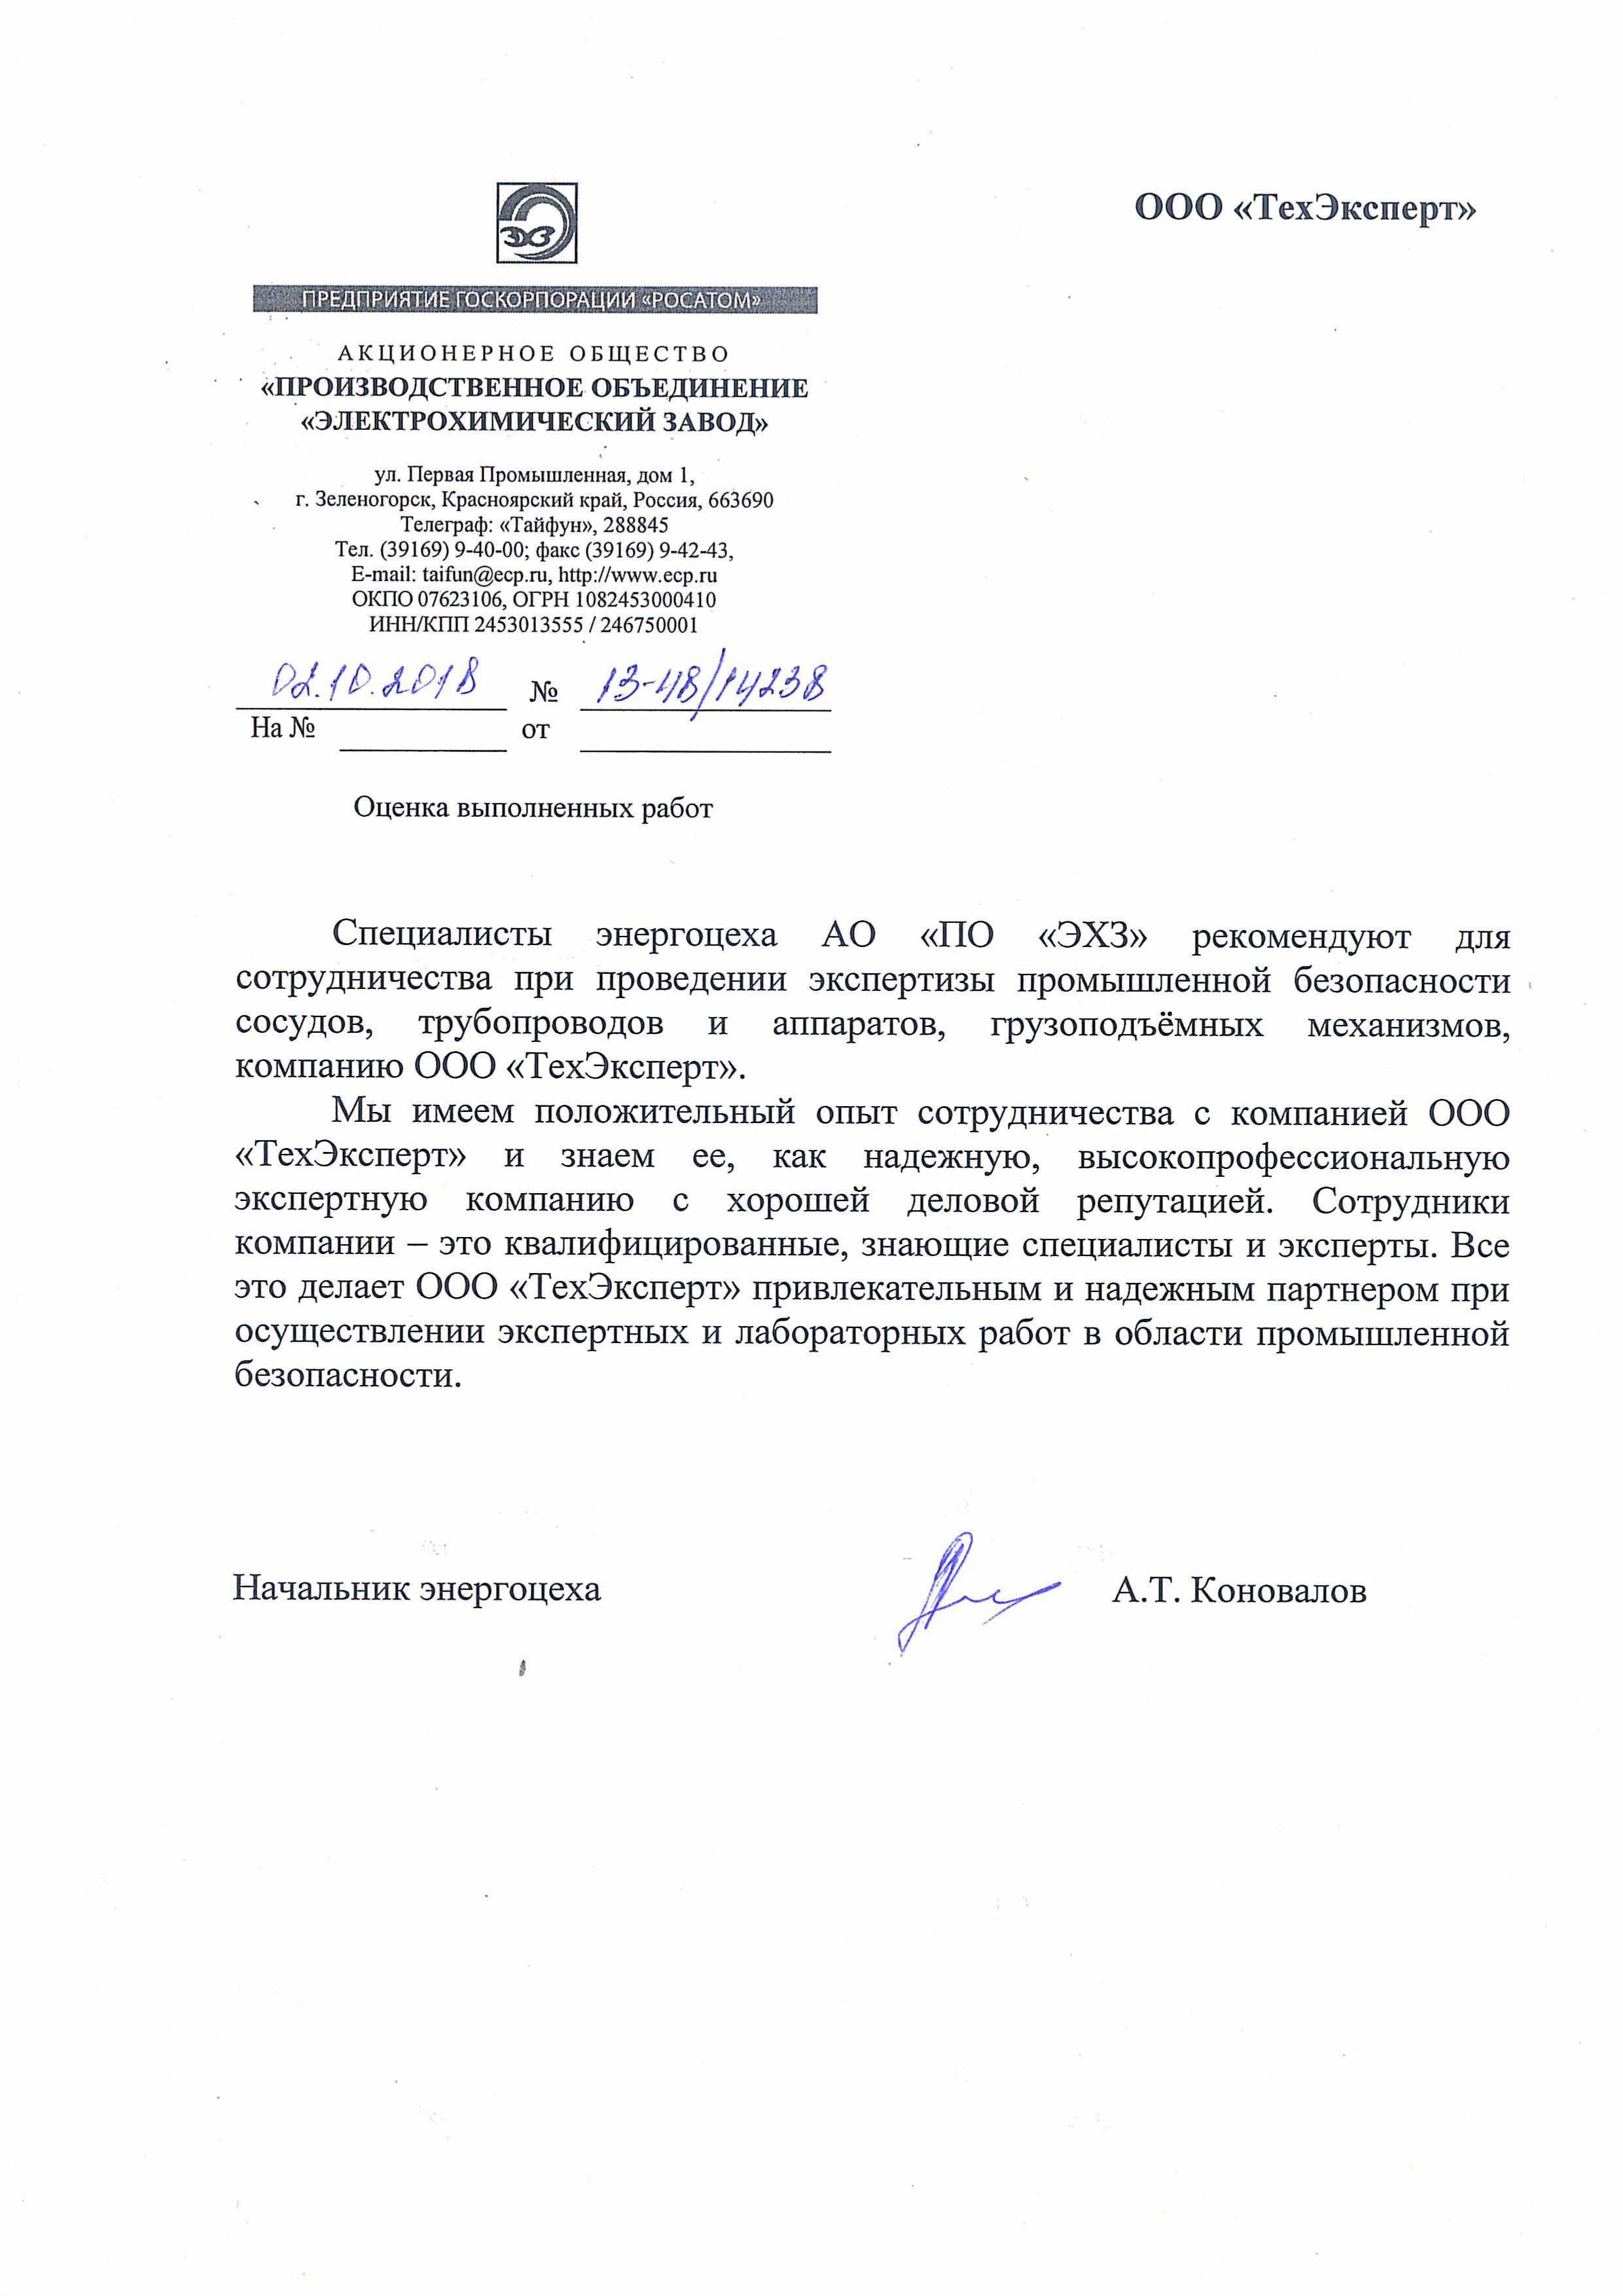 ООО «ТехЭксперт»
ЭХЗ
ПРЕДПРИЯТИЕ ГОСКОРПОРАЦИИ «РОСАТОМ»
АКЦИОНЕРНОЕ ОБЩЕСТВО
«ПРОИЗВОДСТВЕННОЕ ОБЪЕДИНЕНИЕ
«ЭЛЕКТРОХИМИЧЕСКИЙ ЗАВОД»
ул. Первая Промышленная, дом 1,
г. Зеленогорск, Красноярский край, Россия, 663690
Телеграф: «Тайфун», 288845
Тел. (39169) 9-40-00; факс (39169) 9-42-43,
E-mail: taifun@ecp.ru, http://www.ecp.ru
ОКПО 07623106, ОГРН 1082453000410
ИНН/КПП 2453013555 / 246750001
02.10.2018 № 13-48/14238
На № от
Оценка выполненных работ
Специалисты энергоцеха АО «ПО «ЭХЗ» рекомендуют для
сотрудничества при проведении экспертизы промышленной безопасности
сосудов, трубопроводов и аппаратов, грузоподъёмных механизмов,
компанию ООО «ТехЭксперт».
Мы имеем положительный опыт сотрудничества с компанией ООО
«ТехЭксперт» и знаем ее, как надежную, высокопрофессиональную
экспертную компанию с хорошей деловой репутацией. Сотрудники
компании – это квалифицированные, знающие специалисты и эксперты. Все
это делает ООО «ТехЭксперт» привлекательным и надежным партнером при
осуществлении экспертных и лабораторных работ в области промышленной
безопасности.
Начальник энергоцеха А.Т. Коновалов